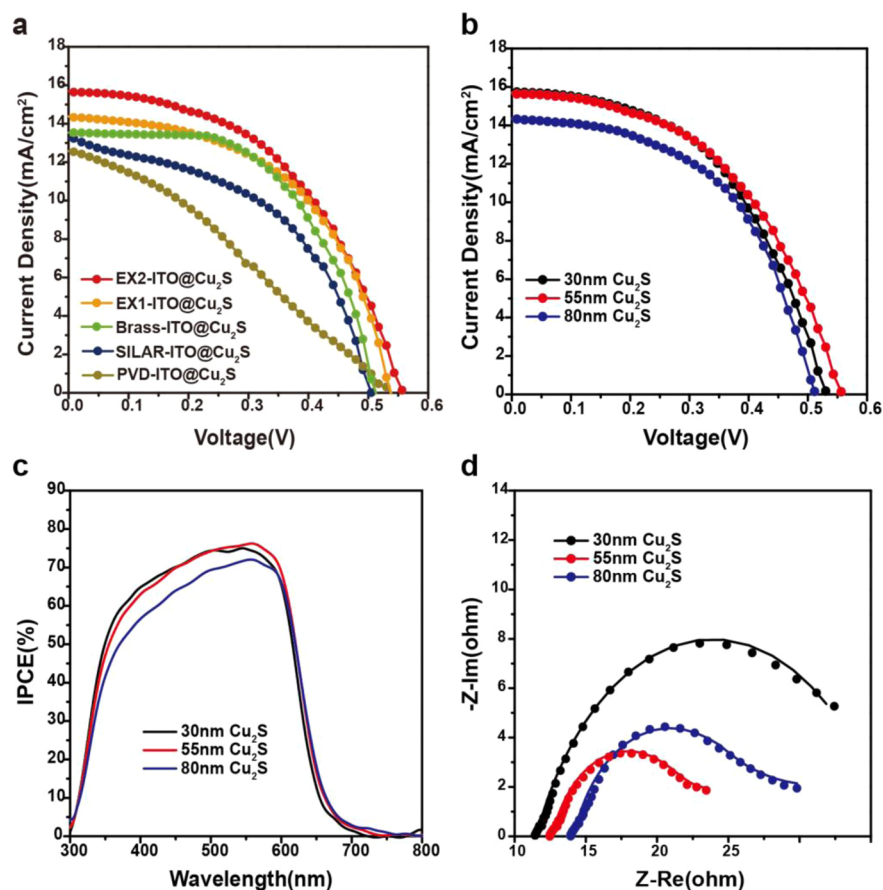 a
Current Density(mA/cm²)
18
16
14
12
10
8
6
4
2
0
EX2-ITO@Cu₂S
EX1-ITO@Cu₂S
Brass-ITO@Cu₂S
SILAR-ITO@Cu₂S
PVD-ITO@Cu₂S
0.0 0.1 0.2 0.3 0.4 0.5 0.6
Voltage(V)
b
Current Density(mA/cm²)
18
16
14
12
10
8
6
4
2
0
30nm Cu₂S
55nm Cu₂S
80nm Cu₂S
0.0 0.1 0.2 0.3 0.4 0.5 0.6
Voltage(V)
c
IPCE(%)
90
80
70
60
50
40
30
20
10
0
30nm Cu₂S
55nm Cu₂S
80nm Cu₂S
300 400 500 600 700 800
Wavelength(nm)
d
-Z-Im(ohm)
14
12
10
8
6
4
2
0
30nm Cu₂S
55nm Cu₂S
80nm Cu₂S
10 15 20 25
Z-Re(ohm)